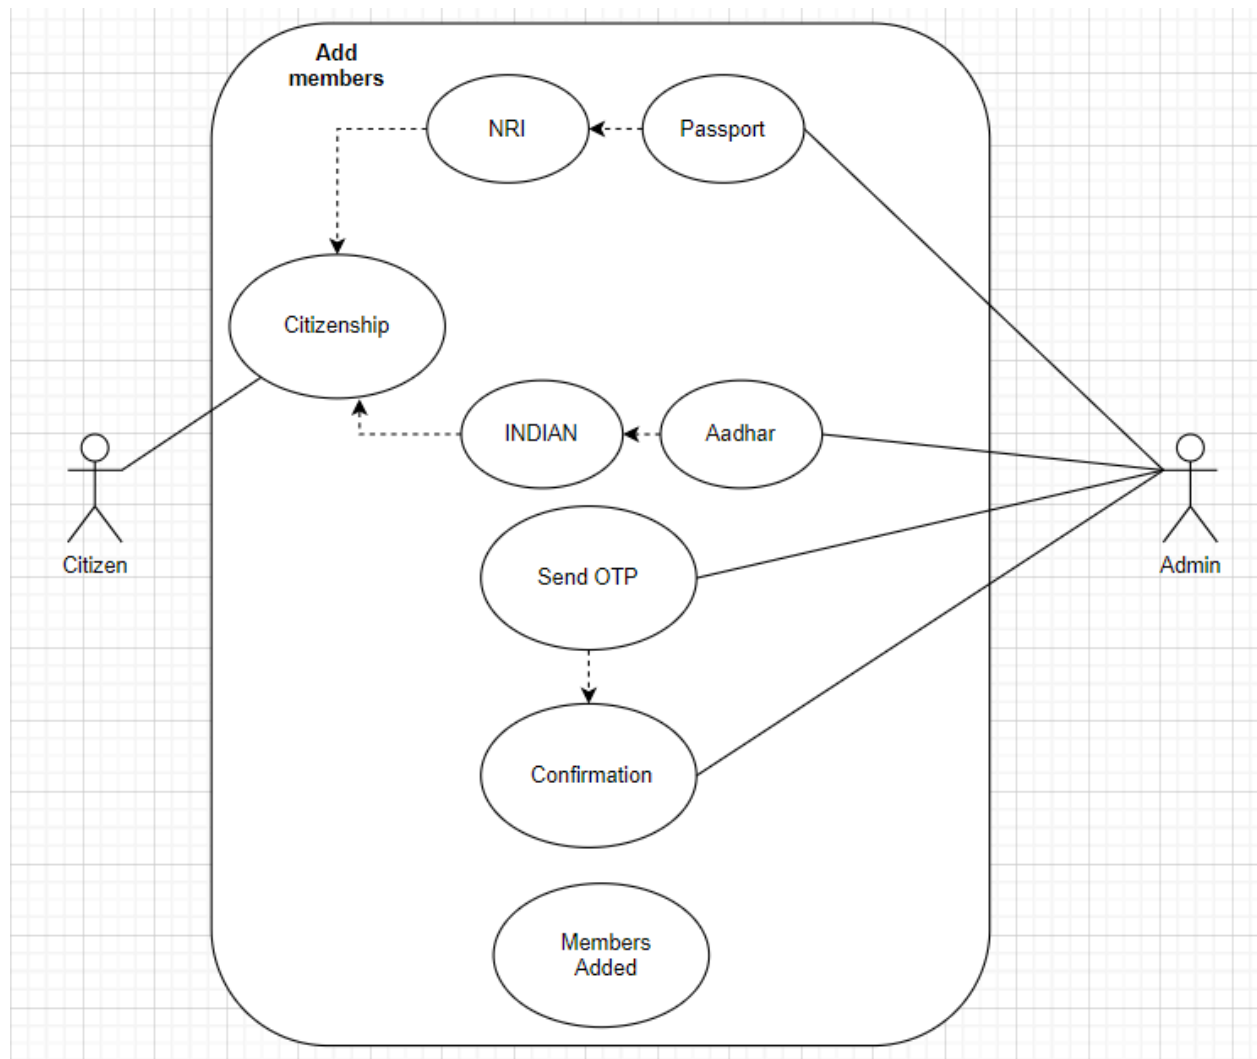 Add
members
NRI
Passport
Citizenship
INDIAN
Aadhar
Citizen
Send OTP
Admin
Confirmation
Members
Added